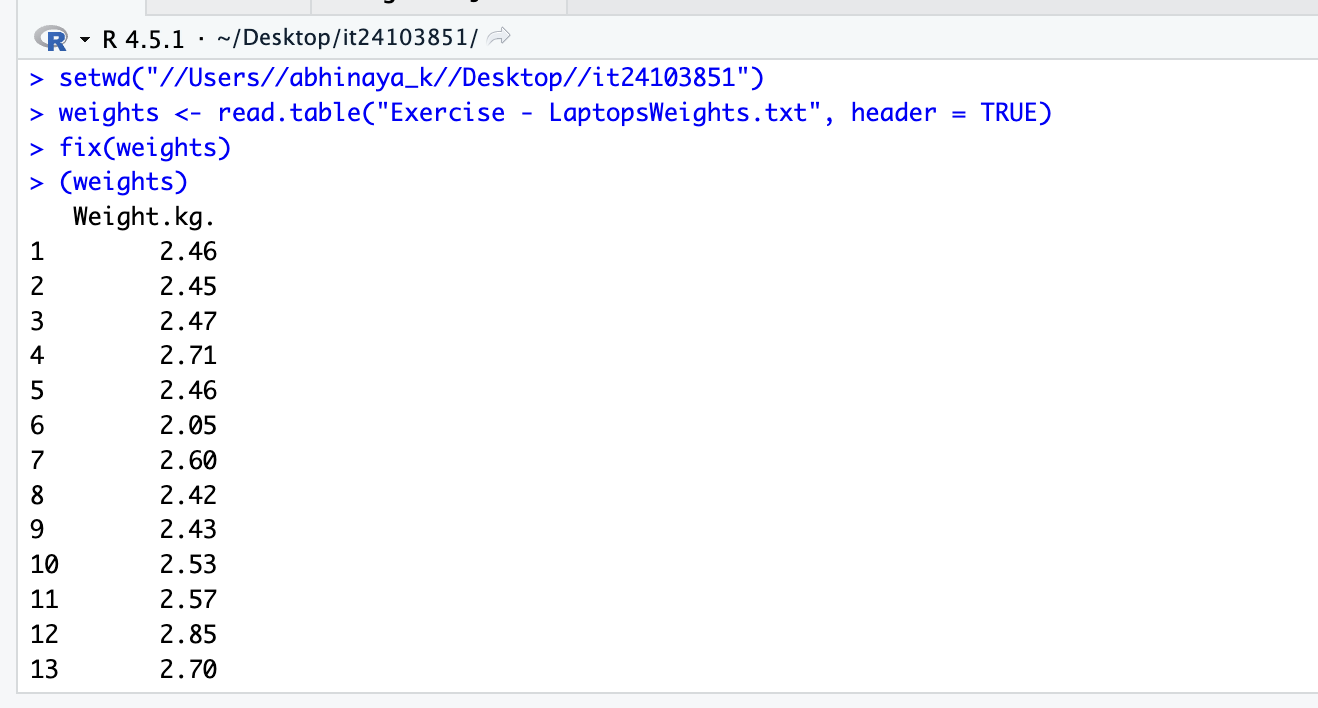 R 4.5.1 · ~/Desktop/it24103851/
> setwd("//Users//abhinaya_k//Desktop//it24103851")
> weights <- read.table("Exercise - LaptopsWeights.txt", header = TRUE)
> fix(weights)
> (weights)
Weight.kg.
1 2.46
2 2.45
3 2.47
4 2.71
5 2.46
6 2.05
7 2.60
8 2.42
9 2.43
10 2.53
11 2.57
12 2.85
13 2.70